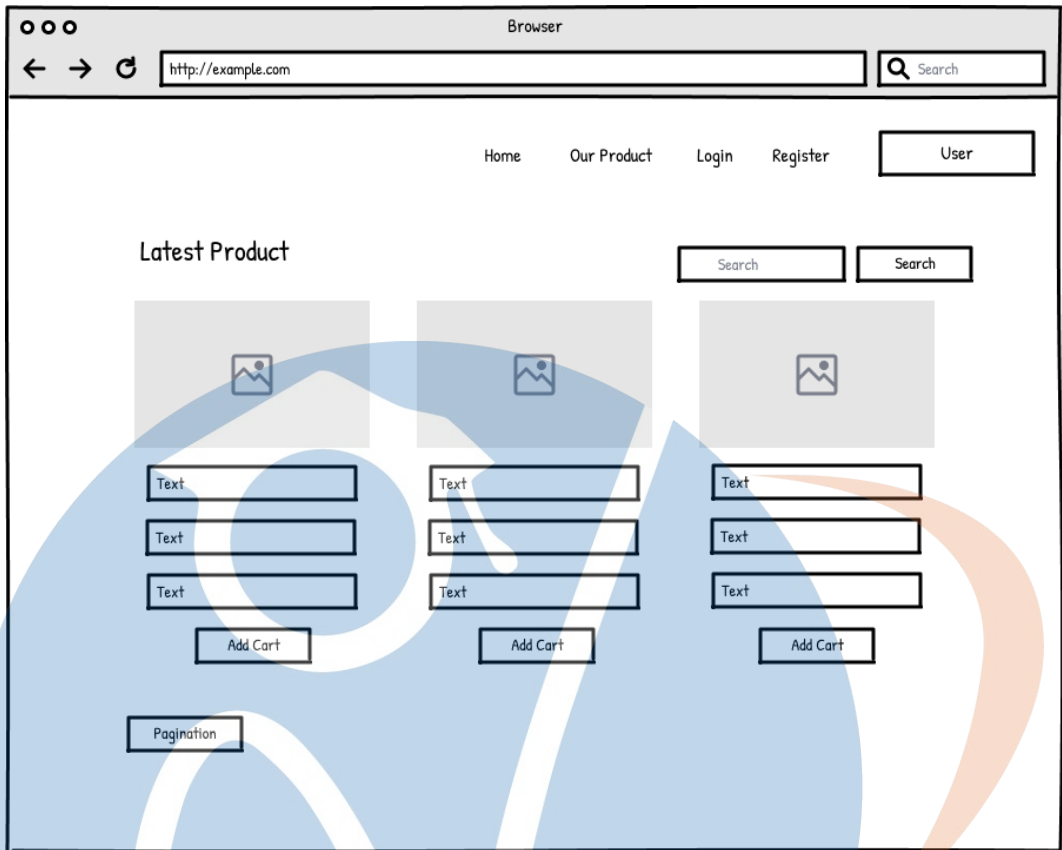 Browser
http://example.com
Search
Home Our Product Login Register User
Latest Product
Search Search
Text Text Text
Text Text Text
Text Text Text
Add Cart Add Cart Add Cart
Pagination